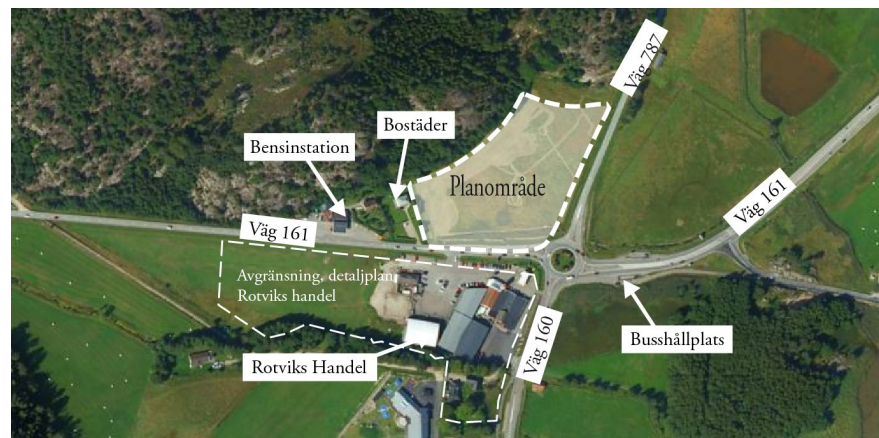 Väg 787
Bostäder
Bensinstation
Planområde
Väg 161
Väg 161
Avgränsning, detaljplan
Rotviks handel
Busshållplats
Väg 160
Rotviks Handel